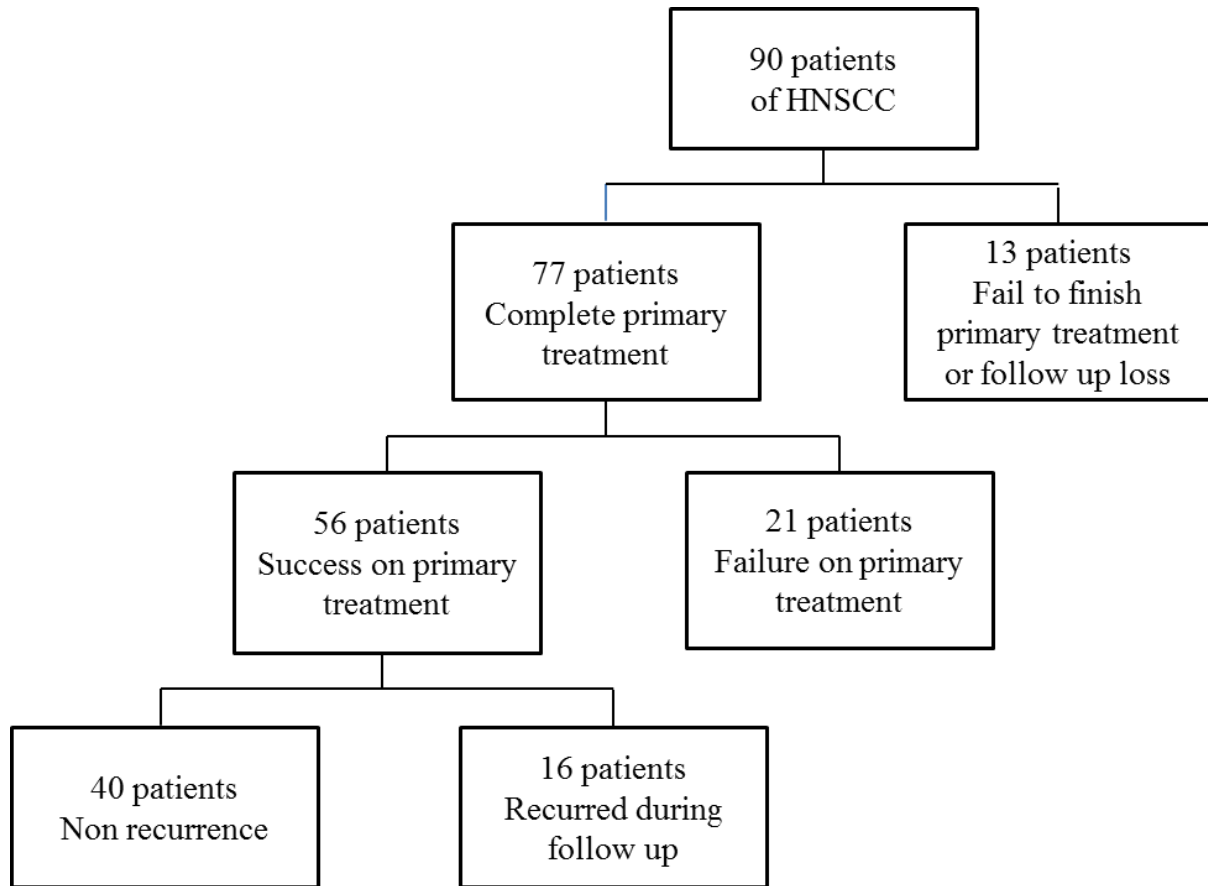 90 patients
of HNSCC
77 patients
Complete primary
treatment
13 patients
Fail to finish
primary treatment
or follow up loss
56 patients
Success on primary
treatment
21 patients
Failure on primary
treatment
40 patients
Non recurrence
16 patients
Recurred during
follow up